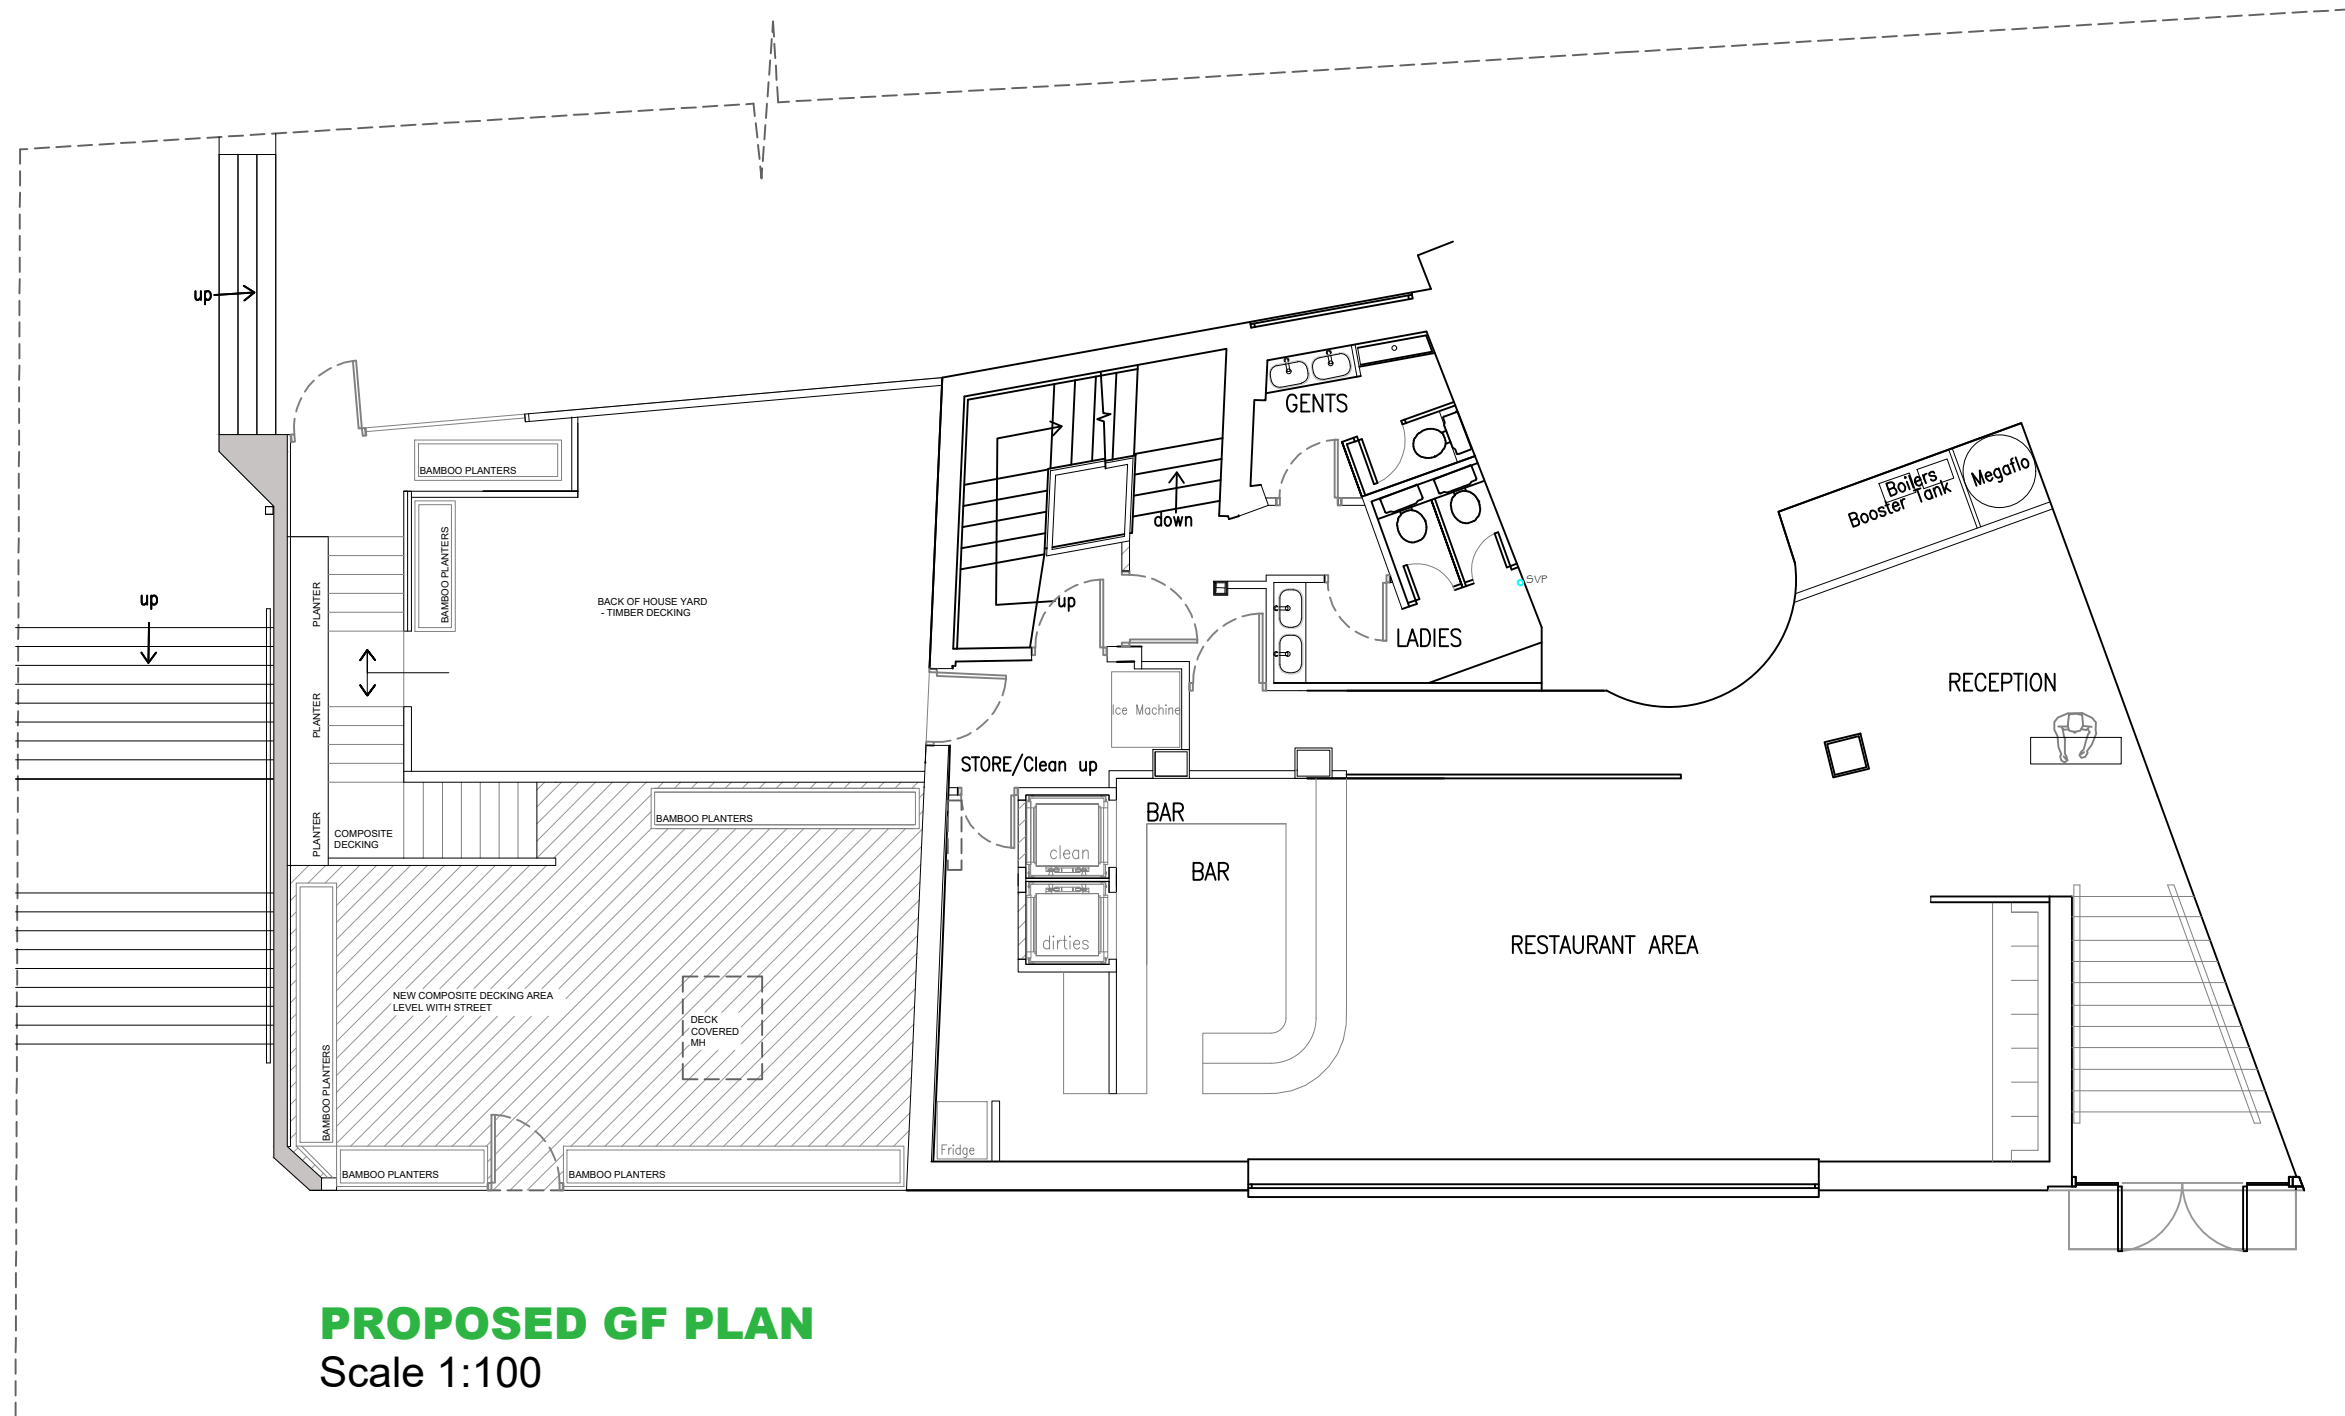 up
GENTS
BAMBOO PLANTERS
Boilers
Booster Tank
Megaflo
down
BAMBOO PLANTERS
SVP
up
PLANTER
BACK OF HOUSE YARD
- TIMBER DECKING
up
LADIES
RECEPTION
PLANTER
Ice Machine
STORE/Clean up
BAR
BAMBOO PLANTERS
PLANTER
COMPOSITE
DECKING
clean
BAR
dirties
RESTAURANT AREA
NEW COMPOSITE DECKING AREA
LEVEL WITH STREET
DECK
COVERED
MH
BAMBOO PLANTERS
Fridge
BAMBOO PLANTERS
BAMBOO PLANTERS
PROPOSED GF PLAN
Scale 1:100